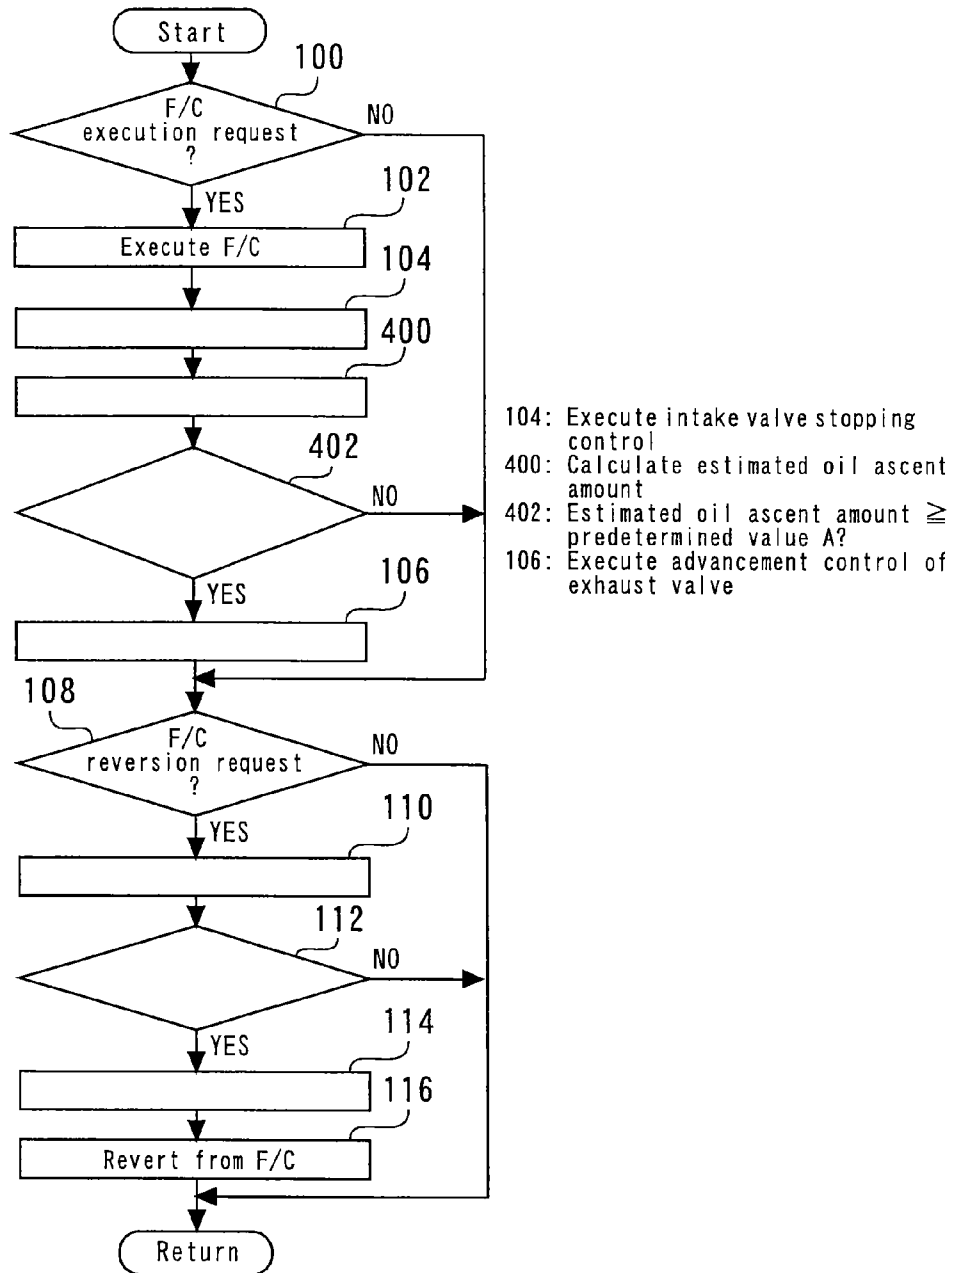 Start
100
F/C
execution request
?
NO
YES
102
Execute F/C
104
400
402
NO
YES
106
104: Execute intake valve stopping
control
400: Calculate estimated oil ascent
amount
402: Estimated oil ascent amount ≧
predetermined value A?
106: Execute advancement control of
exhaust valve
108
F/C
reversion request
?
NO
YES
110
112
NO
YES
114
116
Revert from F/C
Return